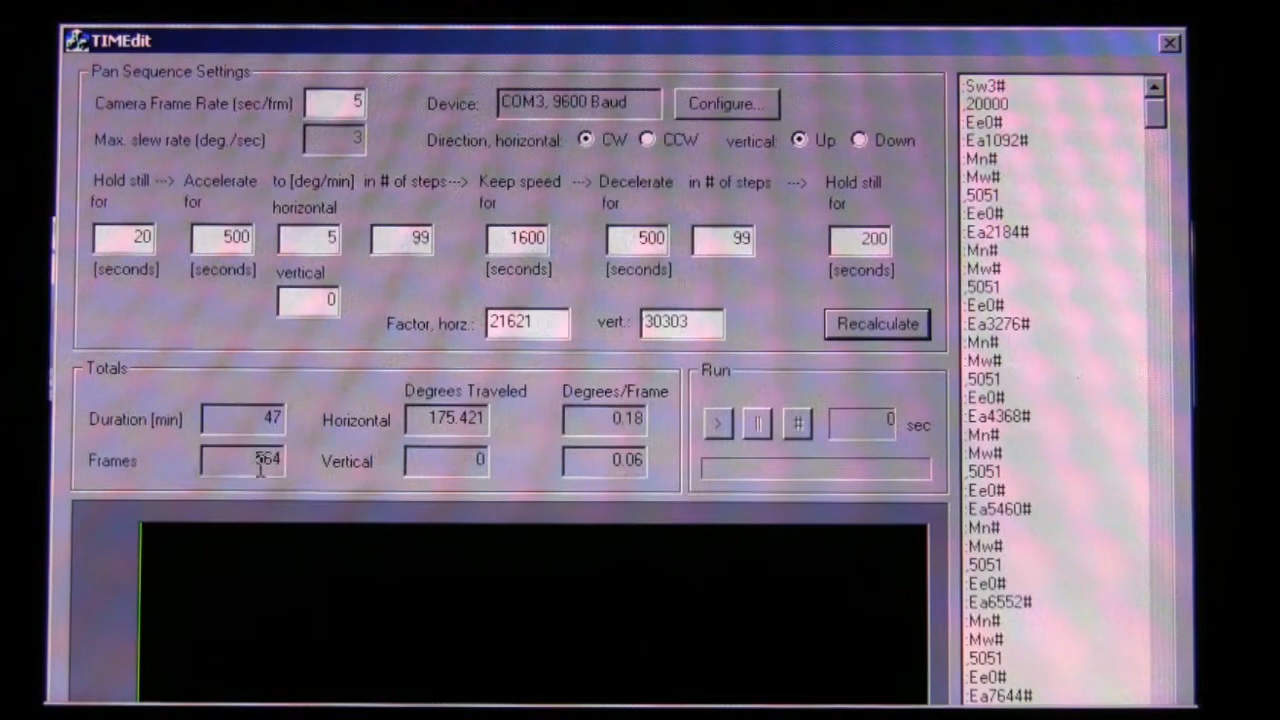 TIMEdit
Pan Sequence Settings
Camera Frame Rate (sec/frm) 5 Device: COM3, 9600 Baud Configure...
Max. slew rate (deg./sec) 3 Direction, horizontal: CW CCW vertical: Up Down
Hold still ---> Accelerate to [deg/min] in # of steps---> Keep speed ---> Decelerate in # of steps ---> Hold still
for for horizontal for for for
20 500 5 99 1600 500 99 200
[seconds] [seconds] vertical [seconds] [seconds] [seconds]
0
Factor, horz.: 21621 vert.: 30303 Recalculate
Totals
Degrees Traveled Degrees/Frame
Duration [min] 47 Horizontal 175.421 0.18
Frames 564 Vertical 0 0.06
Run
> || # 0 sec
:Sw3#
,20000
:Ee0#
:Ea1092#
:Mn#
:Mw#
,5051
:Ee0#
:Ea2184#
:Mn#
:Mw#
,5051
:Ee0#
:Ea3276#
:Mn#
:Mw#
,5051
:Ee0#
:Ea4368#
:Mn#
:Mw#
,5051
:Ee0#
:Ea5460#
:Mn#
:Mw#
,5051
:Ee0#
:Ea6552#
:Mn#
:Mw#
,5051
:Ee0#
:Ea7644#